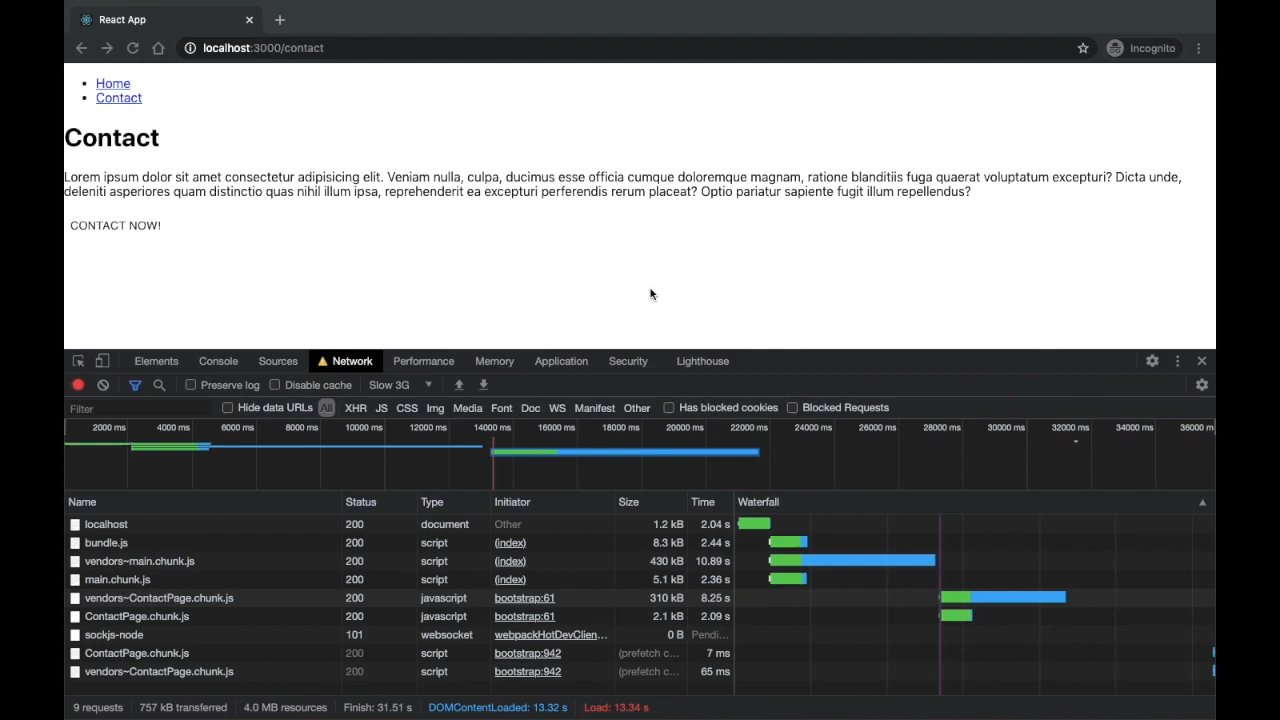 React App
localhost:3000/contact
Incognito
Home
Contact
Contact
Lorem ipsum dolor sit amet consectetur adipisicing elit. Veniam nulla, culpa, ducimus esse officia cumque doloremque magnam, ratione blanditiis fuga quaerat voluptatum excepturi? Dicta unde,
deleniti asperiores quam distinctio quas nihil illum ipsa, reprehenderit ea excepturi perferendis rerum placeat? Optio pariatur sapiente fugit illum repellendus?
CONTACT NOW!
Elements Console Sources Network Performance Memory Application Security Lighthouse
Preserve log Disable cache Slow 3G
Filter Hide data URLs All XHR JS CSS Img Media Font Doc WS Manifest Other Has blocked cookies Blocked Requests
2000 ms 4000 ms 6000 ms 8000 ms 10000 ms 12000 ms 14000 ms 16000 ms 18000 ms 20000 ms 22000 ms 24000 ms 26000 ms 28000 ms 30000 ms 32000 ms 34000 ms 36000 m
Name Status Type Initiator Size Time Waterfall
localhost 200 document Other 1.2 kB 2.04 s
bundle.js 200 script (index) 8.3 kB 2.44 s
vendors~main.chunk.js 200 script (index) 430 kB 10.89 s
main.chunk.js 200 script (index) 5.1 kB 2.36 s
vendors~ContactPage.chunk.js 200 javascript bootstrap:61 310 kB 8.25 s
ContactPage.chunk.js 200 javascript bootstrap:61 2.1 kB 2.09 s
sockjs-node 101 websocket webpackHotDevClien... 0 B Pendi...
ContactPage.chunk.js 200 script bootstrap:942 (prefetch c... 7 ms
vendors~ContactPage.chunk.js 200 script bootstrap:942 (prefetch c... 65 ms
9 requests 757 kB transferred 4.0 MB resources Finish: 31.51 s DOMContentLoaded: 13.32 s Load: 13.34 s